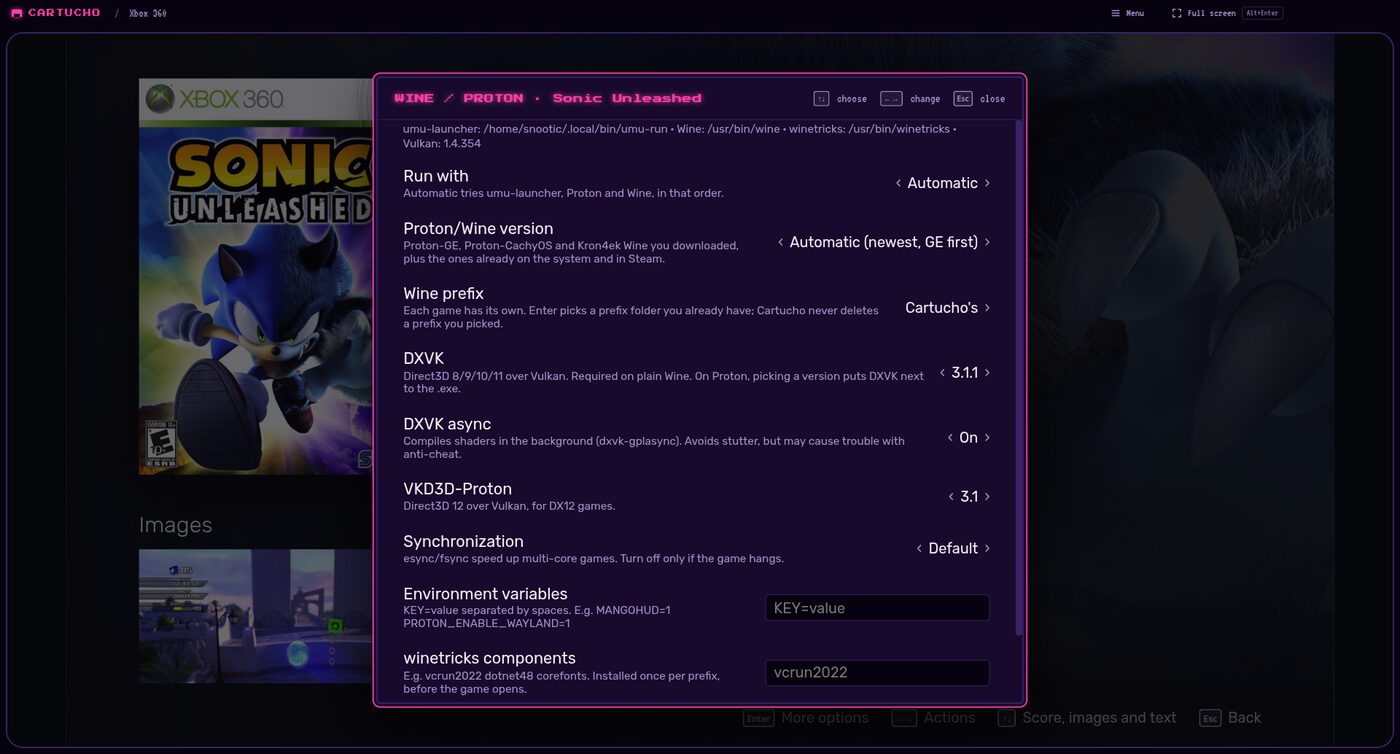 CARTUCHO / Xbox 360
Menu
Full screen Alt+Enter
XBOX 360
SONIC
UNLEASHED
EVERYONE 10+
E
ESRB
Images
WINE / PROTON · Sonic Unleashed
↑↓ choose ←→ change Esc close
umu-launcher: /home/snootic/.local/bin/umu-run • Wine: /usr/bin/wine • winetricks: /usr/bin/winetricks •
Vulkan: 1.4.354
Run with
Automatic tries umu-launcher, Proton and Wine, in that order.
‹ Automatic ›
Proton/Wine version
Proton-GE, Proton-CachyOS and Kron4ek Wine you downloaded,
plus the ones already on the system and in Steam.
‹ Automatic (newest, GE first) ›
Wine prefix
Each game has its own. Enter picks a prefix folder you already have; Cartucho never deletes
a prefix you picked.
Cartucho's ›
DXVK
Direct3D 8/9/10/11 over Vulkan. Required on plain Wine. On Proton, picking a version puts DXVK next
to the .exe.
‹ 3.1.1 ›
DXVK async
Compiles shaders in the background (dxvk-gplasync). Avoids stutter, but may cause trouble with
anti-cheat.
‹ On ›
VKD3D-Proton
Direct3D 12 over Vulkan, for DX12 games.
‹ 3.1 ›
Synchronization
esync/fsync speed up multi-core games. Turn off only if the game hangs.
‹ Default ›
Environment variables
KEY=value separated by spaces. E.g. MANGOHUD=1
PROTON_ENABLE_WAYLAND=1
KEY=value
winetricks components
E.g. vcrun2022 dotnet48 corefonts. Installed once per prefix,
before the game opens.
vcrun2022
Enter More options ←→ Actions ↑↓ Score, images and text Esc Back